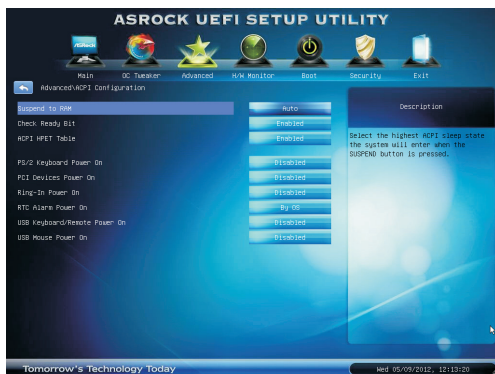 ASROCK UEFI SETUP UTILITY
ASRock
Main OC Tweaker Advanced H/W Monitor Boot Security Exit
Advanced\ACPI Configuration
Description
Suspend to RAM Auto
Check Ready Bit Enabled
ACPI HPET Table Enabled
PS/2 Keyboard Power On Disabled
PCI Devices Power On Disabled
Ring-In Power On Disabled
RTC Alarm Power On By OS
USB Keyboard/Remote Power On Disabled
USB Mouse Power On Disabled
Select the highest ACPI sleep state
the system will enter when the
SUSPEND button is pressed.
Tomorrow's Technology Today
Wed 05/09/2012, 12:13:20